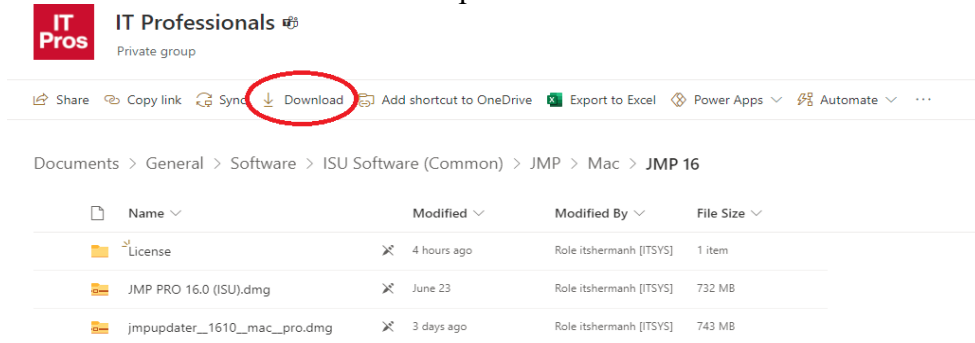 IT Pros
IT Professionals
Private group
Share Copy link Sync Download Add shortcut to OneDrive Export to Excel Power Apps Automate ...
Documents > General > Software > ISU Software (Common) > JMP > Mac > JMP 16
Name Modified Modified By File Size
License 4 hours ago Role itshermanh [ITSYS] 1 item
JMP PRO 16.0 (ISU).dmg June 23 Role itshermanh [ITSYS] 732 MB
jmpupdater__1610__mac__pro.dmg 3 days ago Role itshermanh [ITSYS] 743 MB